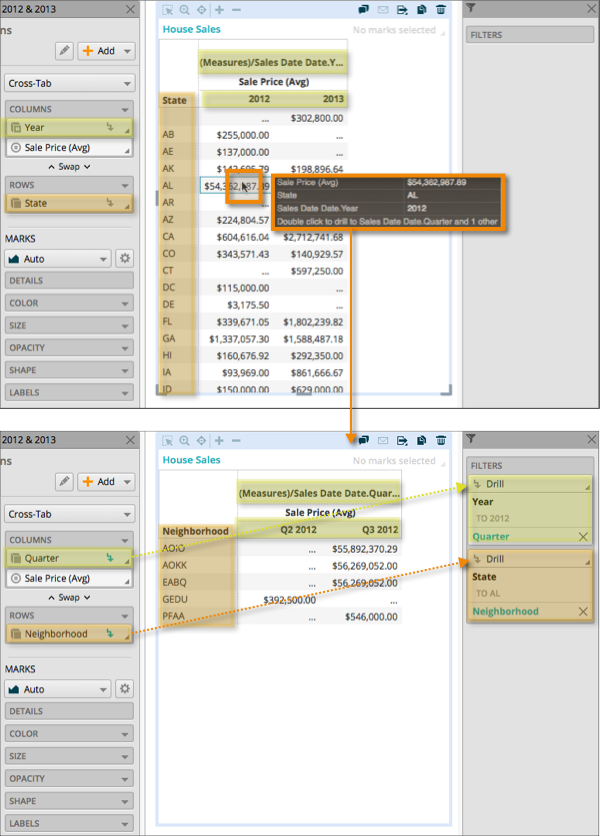 2012 & 2013
ns
Add
Cross-Tab
COLUMNS
Year
Sale Price (Avg)
Swap
ROWS
State
MARKS
Auto
DETAILS
COLOR
SIZE
OPACITY
SHAPE
LABELS
House Sales
No marks selected
(Measures)/Sales Date Date.Y...
Sale Price (Avg)
State 2012 2013
... $302,800.00
AB $255,000.00 ...
AE $137,000.00 ...
AK $198,896.64
AL
AR ...
AZ $224,804.57
CA $604,616.04 $2,712,741.68
CO $343,571.43 $140,929.57
CT ... $597,250.00
DC $115,000.00 ...
DE $3,175.50 ...
FL $339,671.05 $1,802,239.82
GA $1,337,057.30 $1,588,487.18
HI $160,676.92 $292,350.00
IA $93,969.00 $861,666.67
ID $150,000.00 $629,000.00
Sale Price (Avg) $54,362,987.89
State AL
Sales Date Date.Year 2012
Double click to drill to Sales Date Date.Quarter and 1 other
FILTERS
2012 & 2013
ns
Add
Cross-Tab
COLUMNS
Quarter
Sale Price (Avg)
Swap
ROWS
Neighborhood
MARKS
Auto
DETAILS
COLOR
SIZE
OPACITY
SHAPE
LABELS
House Sales
No marks selected
(Measures)/Sales Date Date.Quar...
Sale Price (Avg)
Neighborhood Q2 2012 Q3 2012
AOIO ... $55,892,370.29
AOKK ... $56,269,052.00
EABQ ... $56,269,052.00
GEDU $392,500.00 ...
PFAA ... $546,000.00
FILTERS
Drill
Year
TO 2012
Quarter
Drill
State
TO AL
Neighborhood